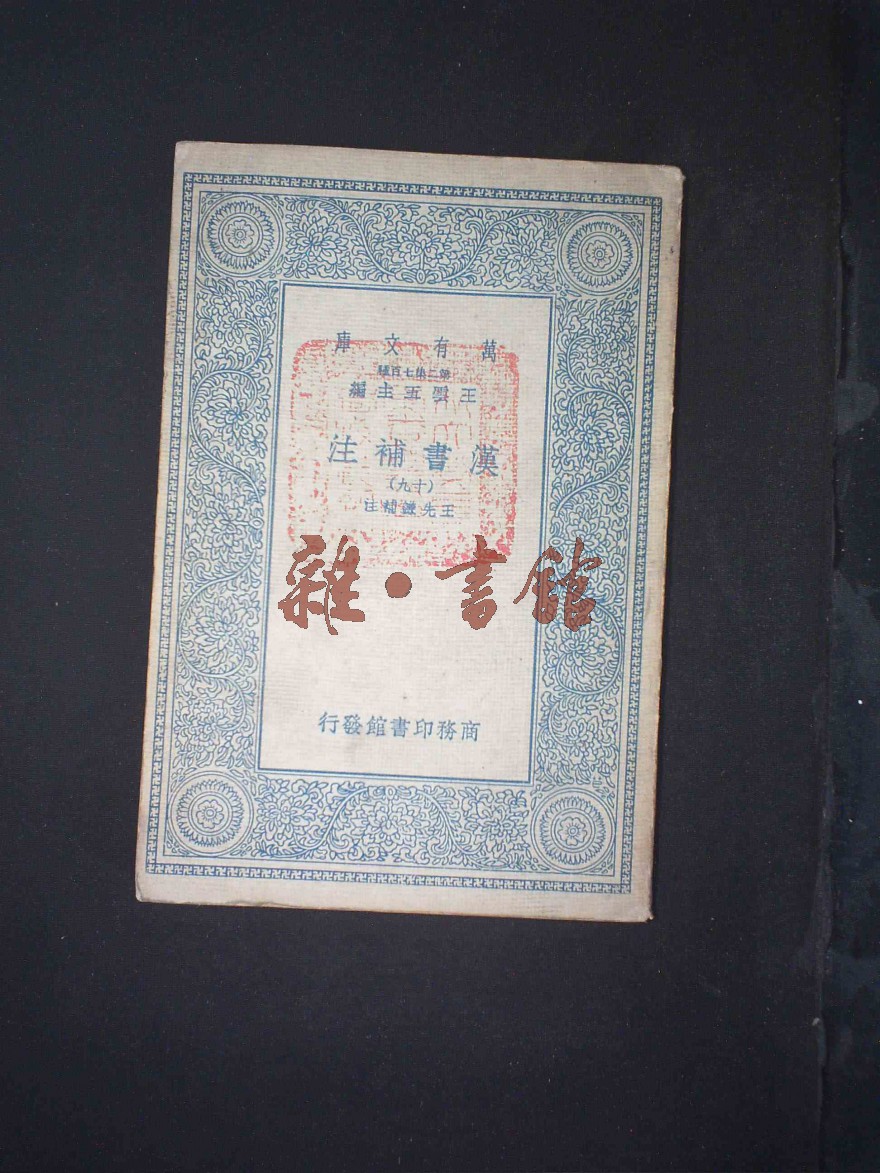 萬有文庫
第二集七百種
王雲五主編
漢書補注
(十九)
王先謙補注
雜·書館
商務印書館發行